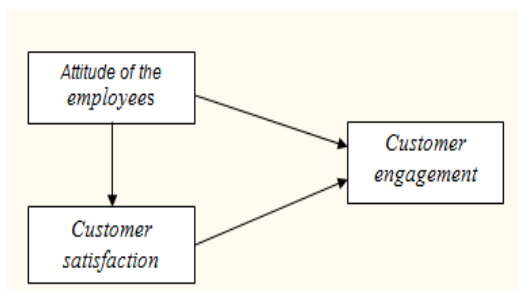 Attitude of the
employees
Customer
engagement
Customer
satisfaction